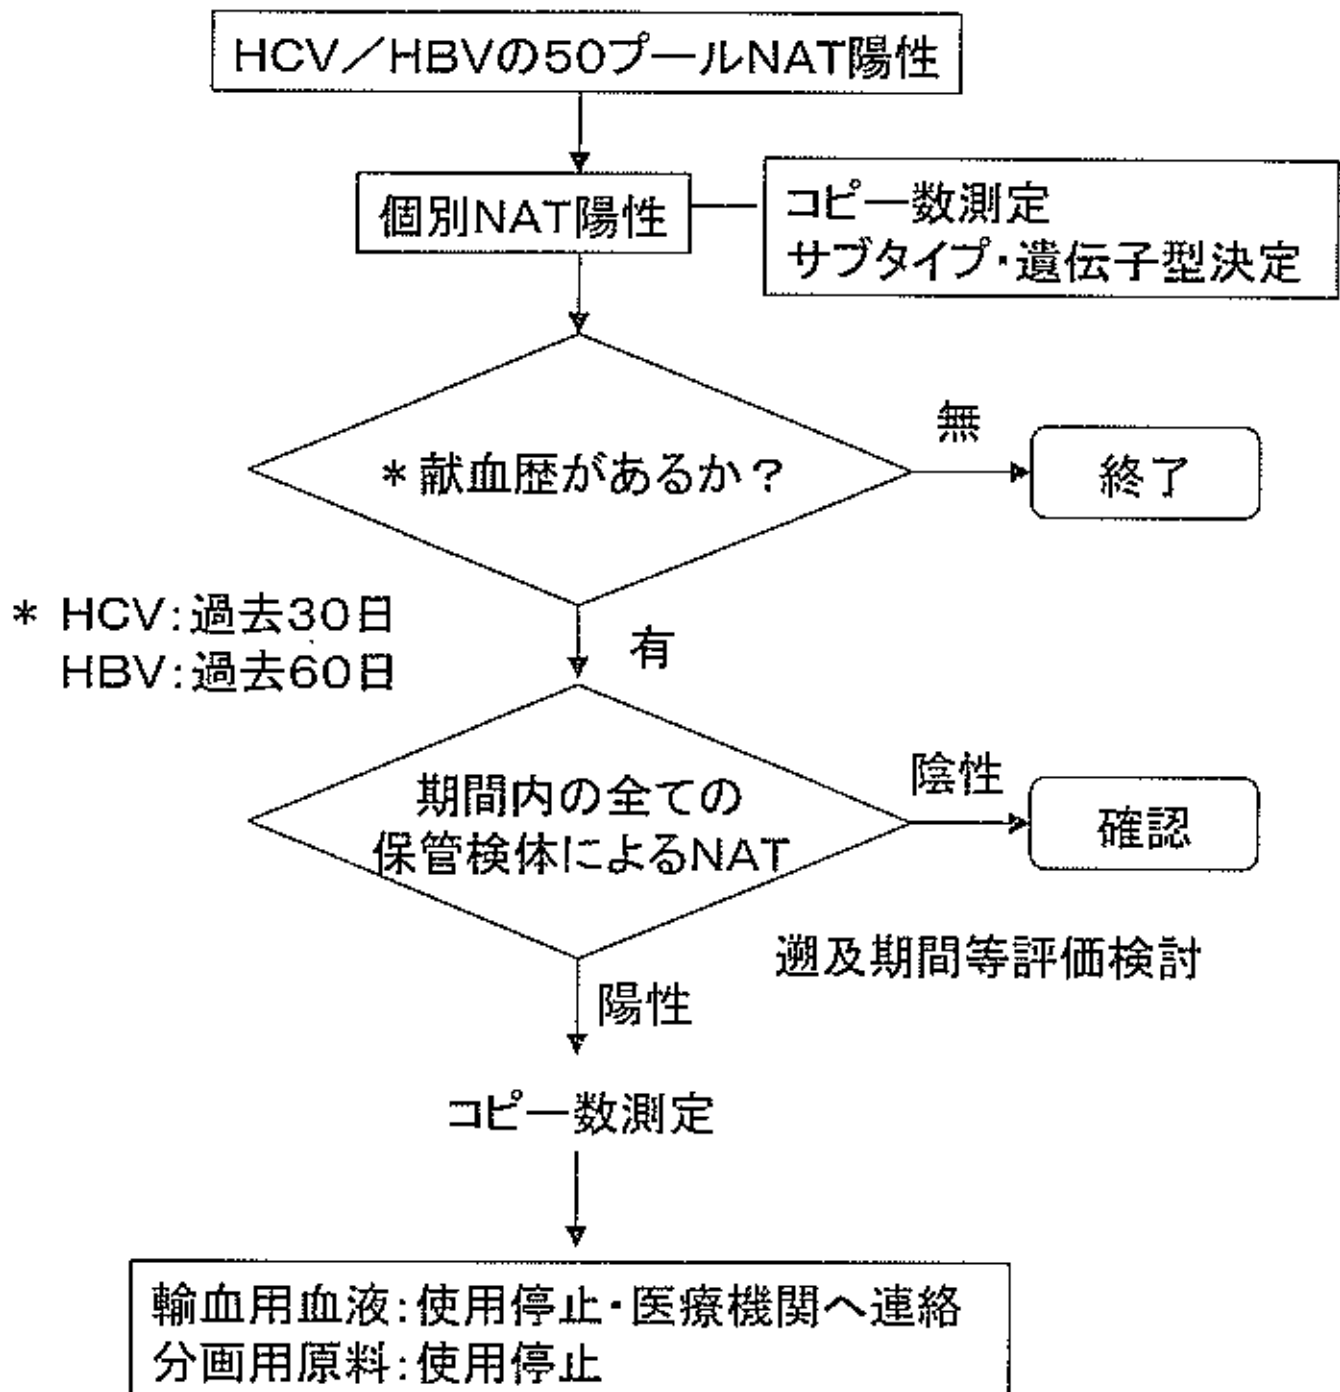 HCV／HBVの50プールNAT陽性
個別NAT陽性
コピー数測定
サブタイプ・遺伝子型決定
＊献血歴があるか？
無
終了
＊ HCV：過去30日
HBV：過去60日
有
期間内の全ての
保管検体によるNAT
陰性
確認
遡及期間等評価検討
陽性
コピー数測定
輸血用血液：使用停止・医療機関へ連絡
分画用原料：使用停止